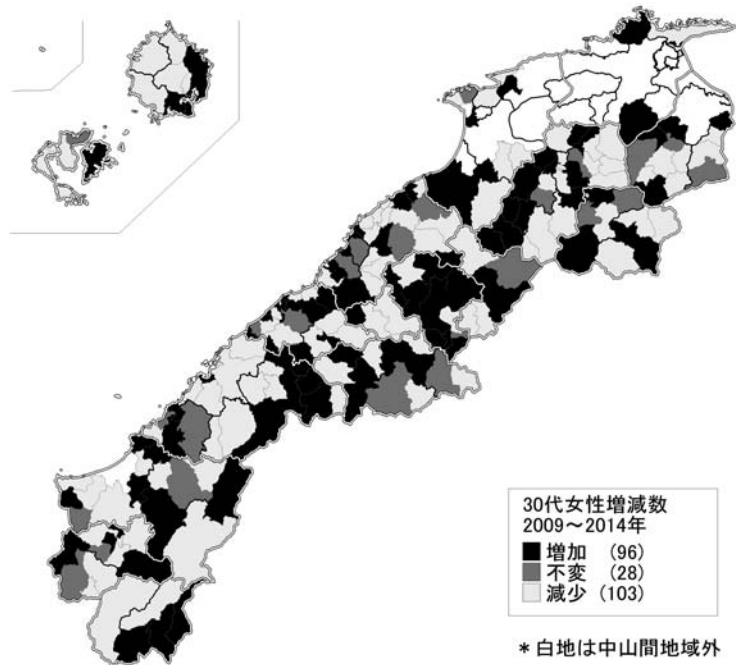 30代女性増減数
2009～2014年
増加 (96)
不変 (28)
減少 (103)
＊白地は中山間地域外